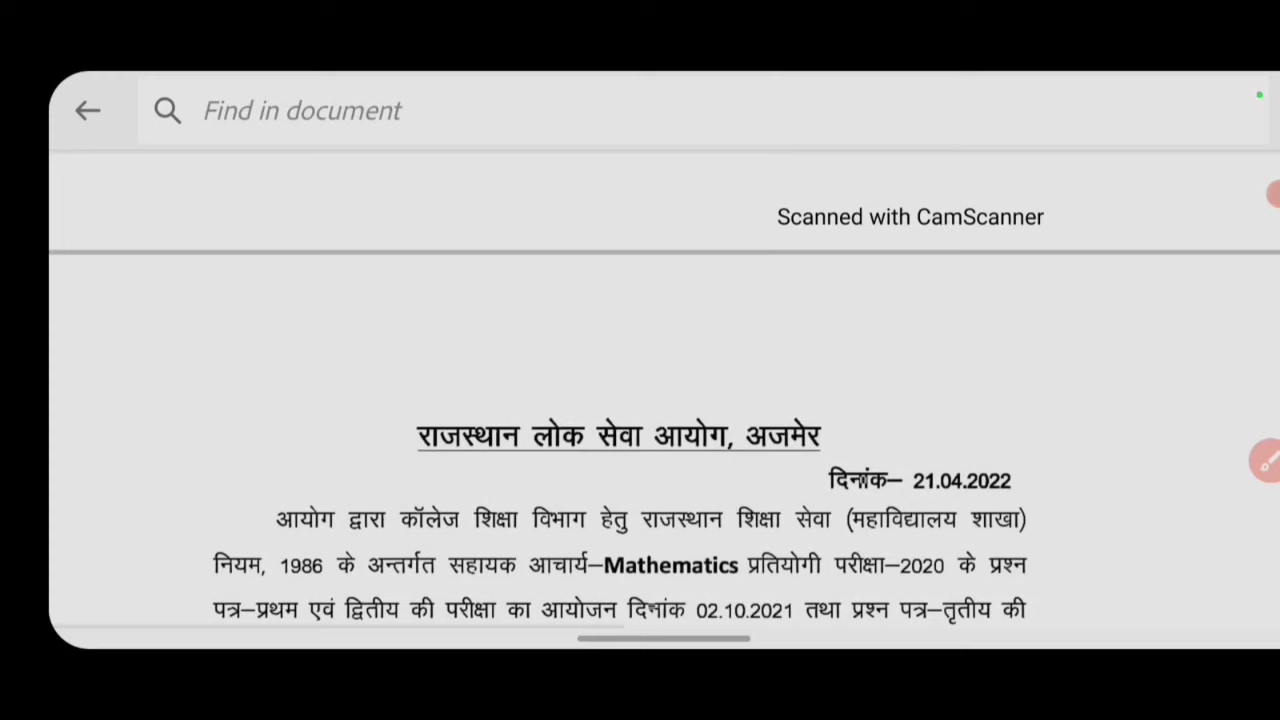 Find in document
Scanned with CamScanner
राजस्थान लोक सेवा आयोग, अजमेर
दिनांक– 21.04.2022
आयोग द्वारा कॉलेज शिक्षा विभाग हेतु राजस्थान शिक्षा सेवा (महाविद्यालय शाखा)
नियम, 1986 के अन्तर्गत सहायक आचार्य–Mathematics प्रतियोगी परीक्षा–2020 के प्रश्न
पत्र–प्रथम एवं द्वितीय की परीक्षा का आयोजन दिनांक 02.10.2021 तथा प्रश्न पत्र–तृतीय की